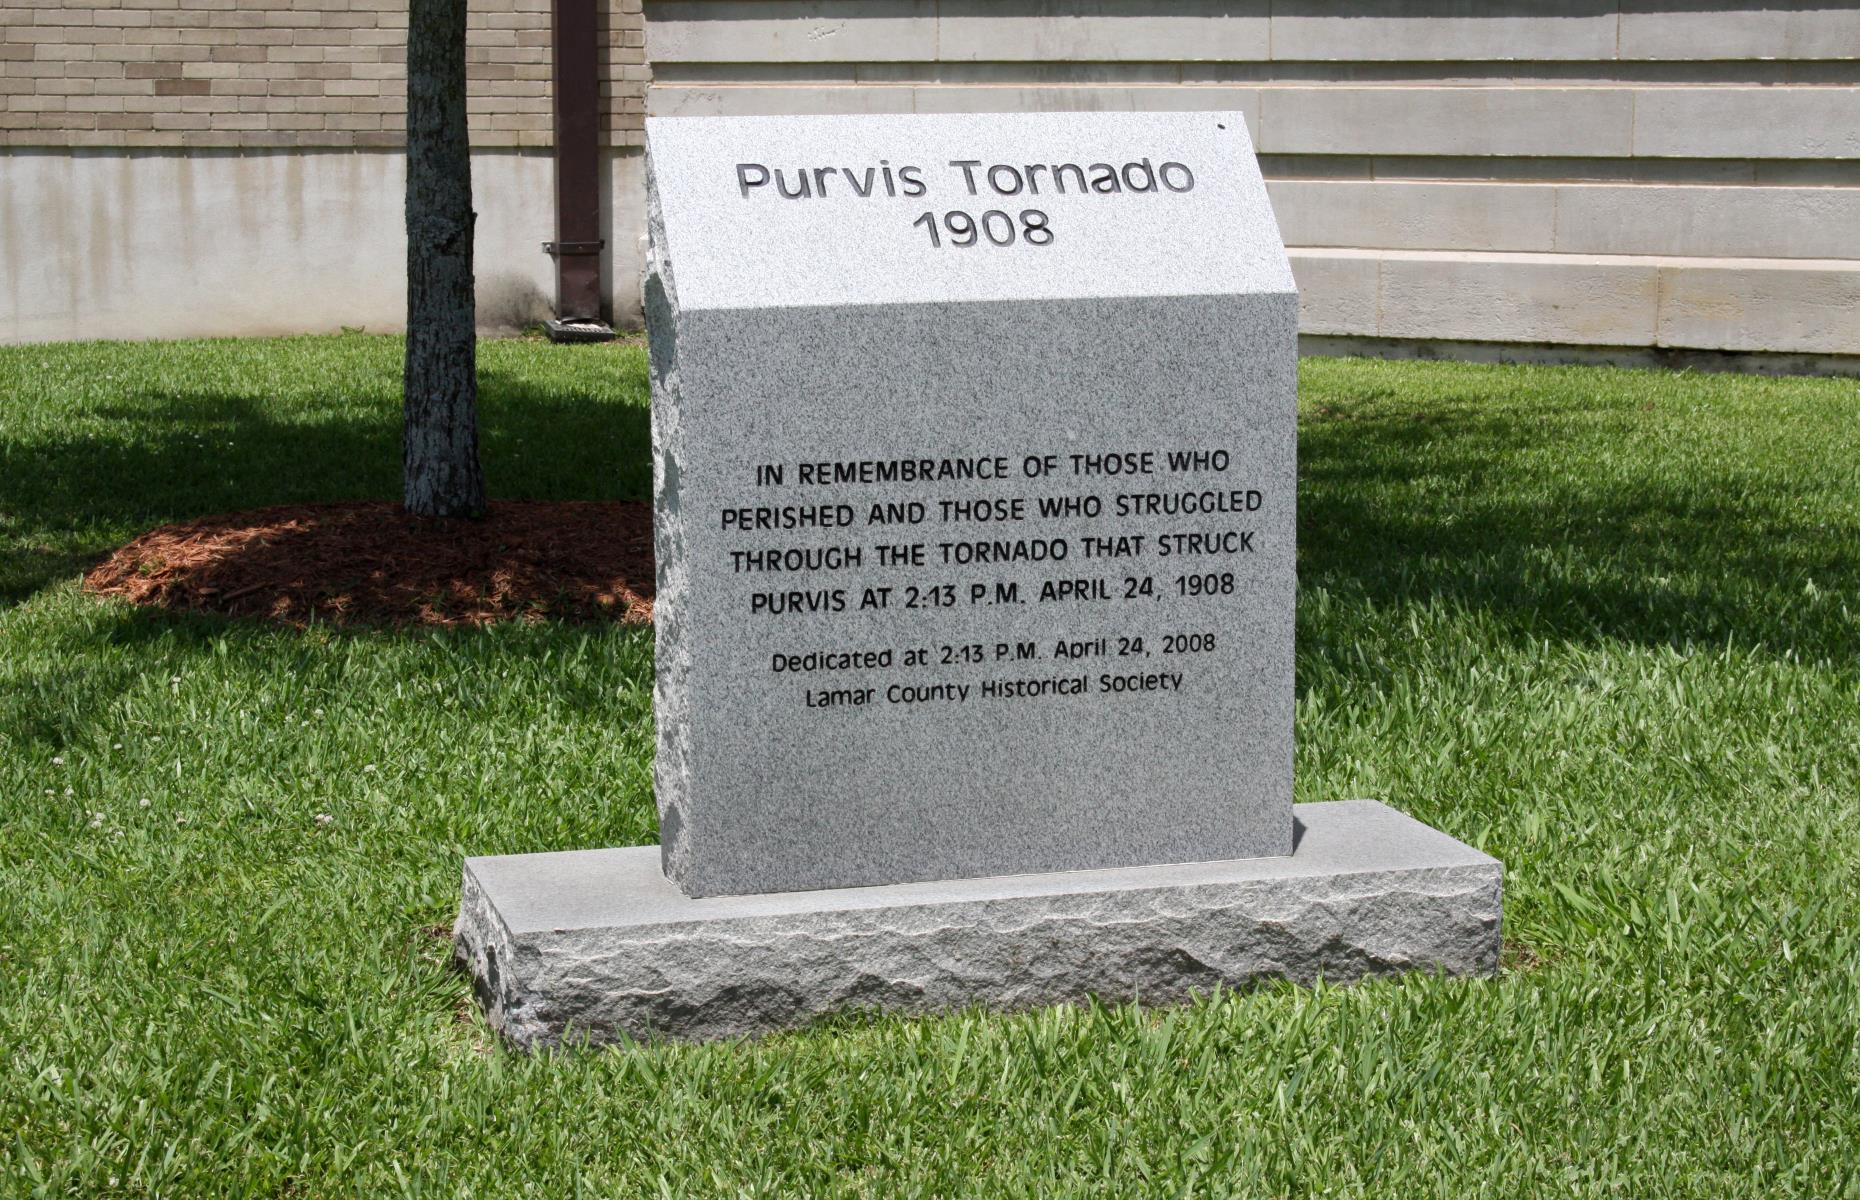 Purvis Tornado
1908
IN REMEMBRANCE OF THOSE WHO
PERISHED AND THOSE WHO STRUGGLED
THROUGH THE TORNADO THAT STRUCK
PURVIS AT 2:13 P.M. APRIL 24, 1908
Dedicated at 2:13 P.M. April 24, 2008
Lamar County Historical Society